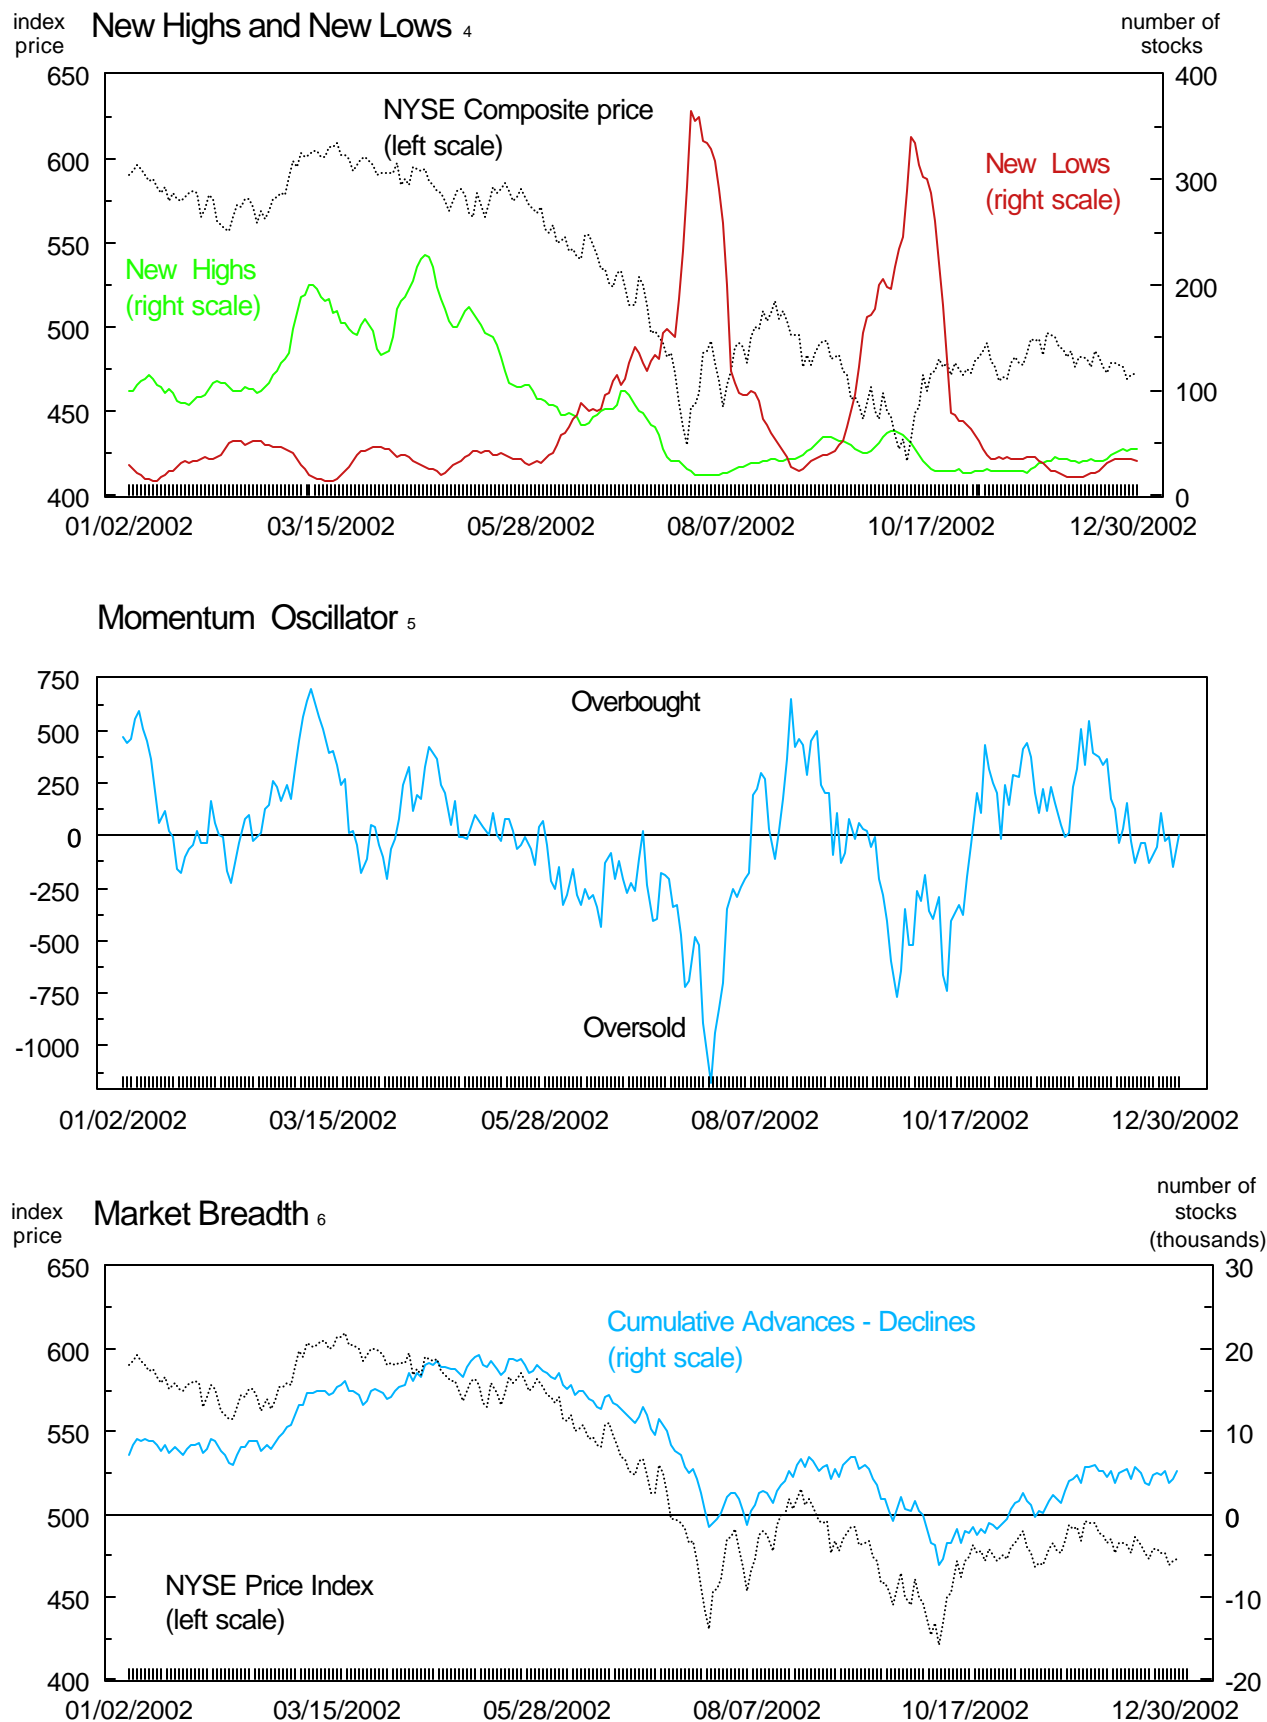 index
price
New Highs and New Lows 4
number of
stocks
650
600
550
500
450
400
400
300
200
100
0
NYSE Composite price
(left scale)
New Lows
(right scale)
New Highs
(right scale)
01/02/2002 03/15/2002 05/28/2002 08/07/2002 10/17/2002 12/30/2002
Momentum Oscillator 5
750
500
250
0
-250
-500
-750
-1000
Overbought
Oversold
01/02/2002 03/15/2002 05/28/2002 08/07/2002 10/17/2002 12/30/2002
index
price
Market Breadth 6
number of
stocks
(thousands)
650
600
550
500
450
400
30
20
10
0
-10
-20
Cumulative Advances - Declines
(right scale)
NYSE Price Index
(left scale)
01/02/2002 03/15/2002 05/28/2002 08/07/2002 10/17/2002 12/30/2002